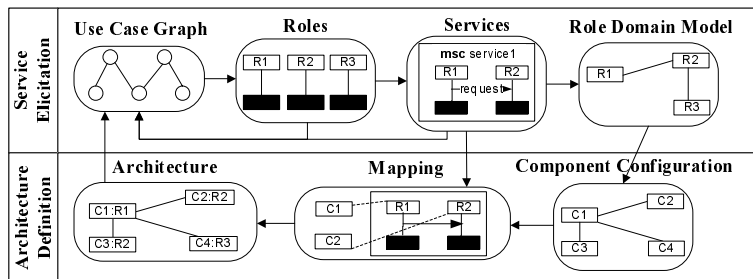 Service Elicitation
Use Case Graph
Roles
R1 R2 R3
Services
msc service1
R1 R2
request
Role Domain Model
R1
R2
R3
Architecture Definition
Architecture
C1:R1
C2:R2
C3:R2
C4:R3
Mapping
C1
C2
R1 R2
Component Configuration
C1
C2
C3
C4